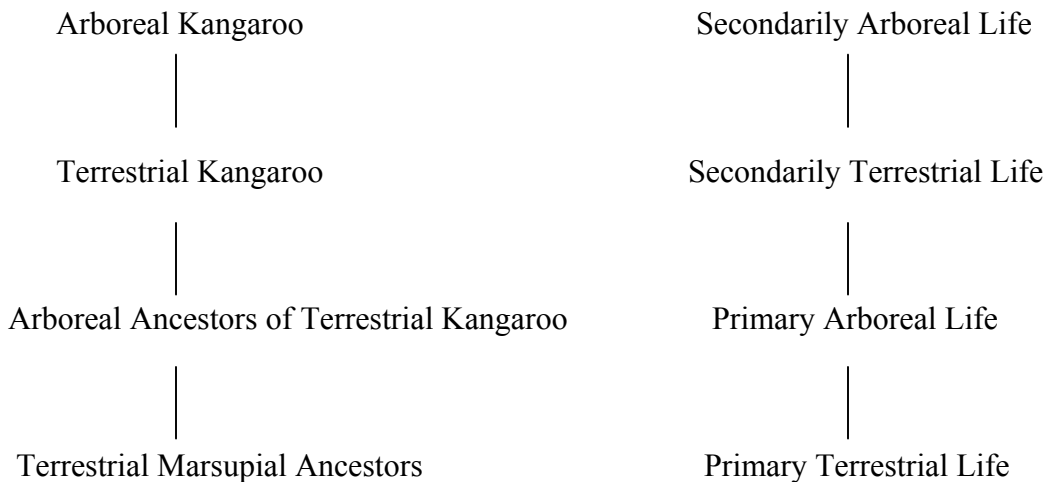 Arboreal Kangaroo
Secondarily Arboreal Life
Terrestrial Kangaroo
Secondarily Terrestrial Life
Arboreal Ancestors of Terrestrial Kangaroo
Primary Arboreal Life
Terrestrial Marsupial Ancestors
Primary Terrestrial Life